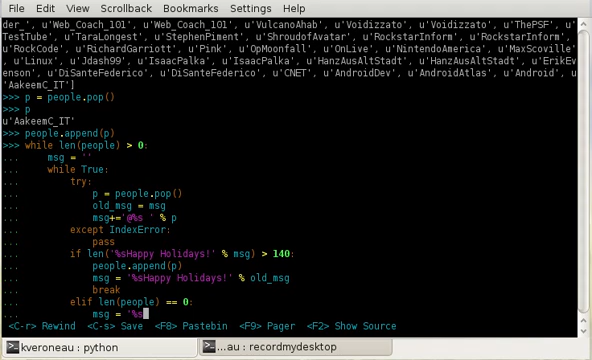 File Edit View Scrollback Bookmarks Settings Help
der_', u'Web_Coach_101', u'Web_Coach_101', u'VulcanoAhab', u'Voidizzato', u'Voidizzato', u'ThePSF', u'
TestTube', u'TaraLongest', u'StephenPiment', u'ShroudofAvatar', u'RockstarInform', u'RockstarInform',
u'RockCode', u'RichardGarriott', u'Pink', u'OpMoonfall', u'OnLive', u'NintendoAmerica', u'MaxScoville'
, u'Linux', u'Jdash99', u'IsaacPalka', u'IsaacPalka', u'HanzAusAltStadt', u'HanzAusAltStadt', u'ErikEv
enson', u'DiSanteFederico', u'DiSanteFederico', u'CNET', u'AndroidDev', u'AndroidAtlas', u'Android', u
'AakeemC_IT']
>>> p = people.pop()
>>> p
u'AakeemC_IT'
>>> people.append(p)
>>> while len(people) > 0:
... msg = ''
... while True:
... try:
... p = people.pop()
... old_msg = msg
... msg+='@%s ' % p
... except IndexError:
... pass
... if len('%sHappy Holidays!' % msg) > 140:
... people.append(p)
... msg = '%sHappy Holidays!' % old_msg
... break
... elif len(people) == 0:
... msg = '%s
<C-r> Rewind <C-s> Save <F8> Pastebin <F9> Pager <F2> Show Source
kveroneau : python ...au : recordmydesktop